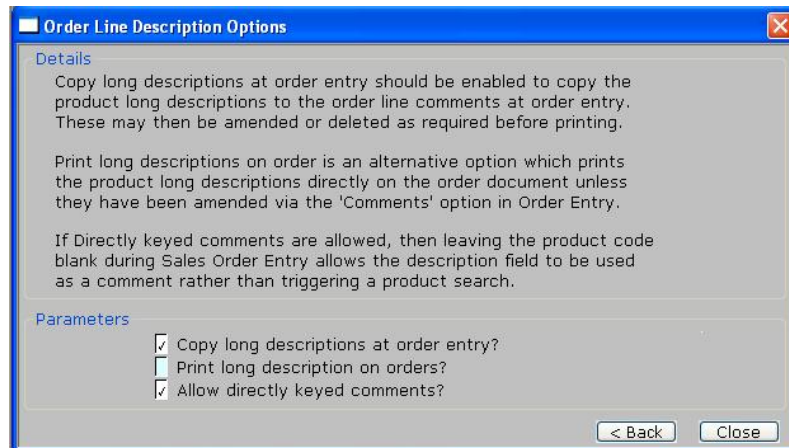 Order Line Description Options
Details
Copy long descriptions at order entry should be enabled to copy the
product long descriptions to the order line comments at order entry.
These may then be amended or deleted as required before printing.
Print long descriptions on order is an alternative option which prints
the product long descriptions directly on the order document unless
they have been amended via the 'Comments' option in Order Entry.
If Directly keyed comments are allowed, then leaving the product code
blank during Sales Order Entry allows the description field to be used
as a comment rather than triggering a product search.
Parameters
Copy long descriptions at order entry?
Print long description on orders?
Allow directly keyed comments?
< Back Close